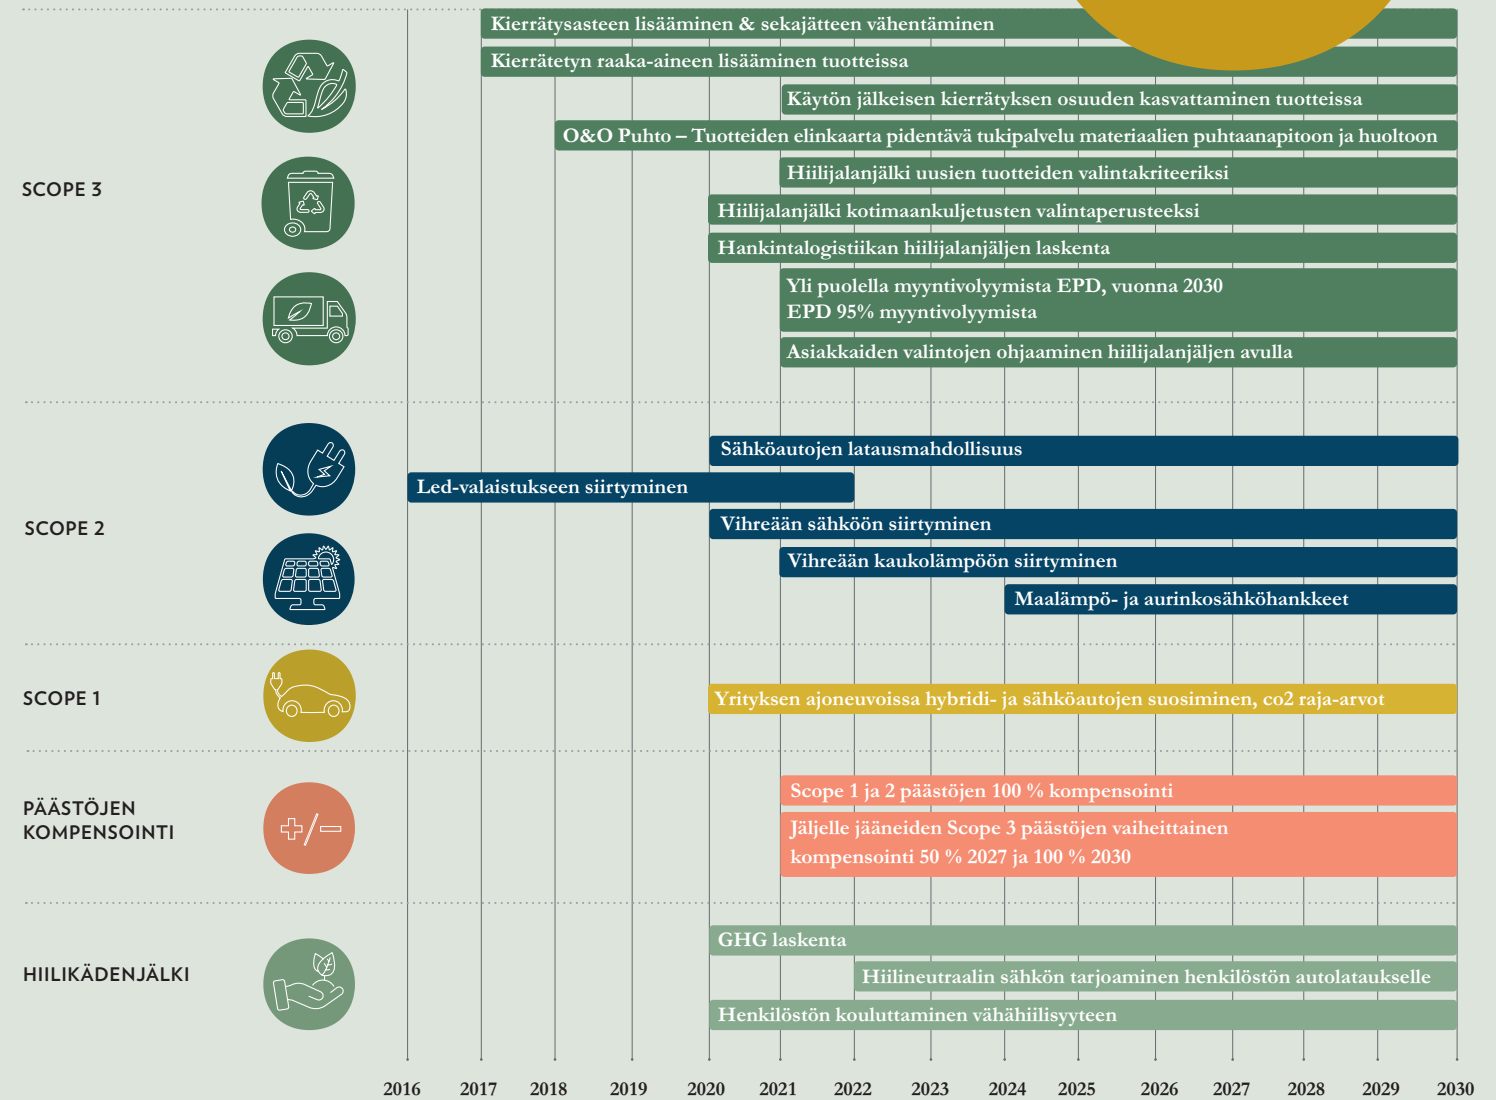 Kierrätysasteen lisääminen & sekajätteen vähentäminen
Kierrätetyn raaka-aineen lisääminen tuotteissa
Käytön jälkeisen kierrätyksen osuuden kasvattaminen tuotteissa
O&O Puhto – Tuotteiden elinkaarta pidentävä tukipalvelu materiaalien puhtaanapitoon ja huoltoon
SCOPE 3
Hiilijalanjälki uusien tuotteiden valintakriteeriksi
Hiilijalanjälki kotimaankuljetusten valintaperusteeksi
Hankintalogistiikan hiilijalanjäljen laskenta
Yli puolella myyntivolyymista EPD, vuonna 2030
EPD 95% myyntivolyymista
Asiakkaiden valintojen ohjaaminen hiilijalanjäljen avulla
SCOPE 2
Sähköautojen latausmahdollisuus
Led-valaistukseen siirtyminen
Vihreään sähköön siirtyminen
Vihreään kaukolämpöön siirtyminen
Maalämpö- ja aurinkosähköhankkeet
SCOPE 1
Yrityksen ajoneuvoissa hybridi- ja sähköautojen suosiminen, co2 raja-arvot
PÄÄSTÖJEN
KOMPENSOINTI
+/−
Scope 1 ja 2 päästöjen 100 % kompensointi
Jäljelle jääneiden Scope 3 päästöjen vaiheittainen
kompensointi 50 % 2027 ja 100 % 2030
HIILIKÄDENJÄLKI
GHG laskenta
Hiilineutraalin sähkön tarjoaminen henkilöstön autolataukselle
Henkilöstön kouluttaminen vähähiilisyyteen
2016 2017 2018 2019 2020 2021 2022 2023 2024 2025 2026 2027 2028 2029 2030